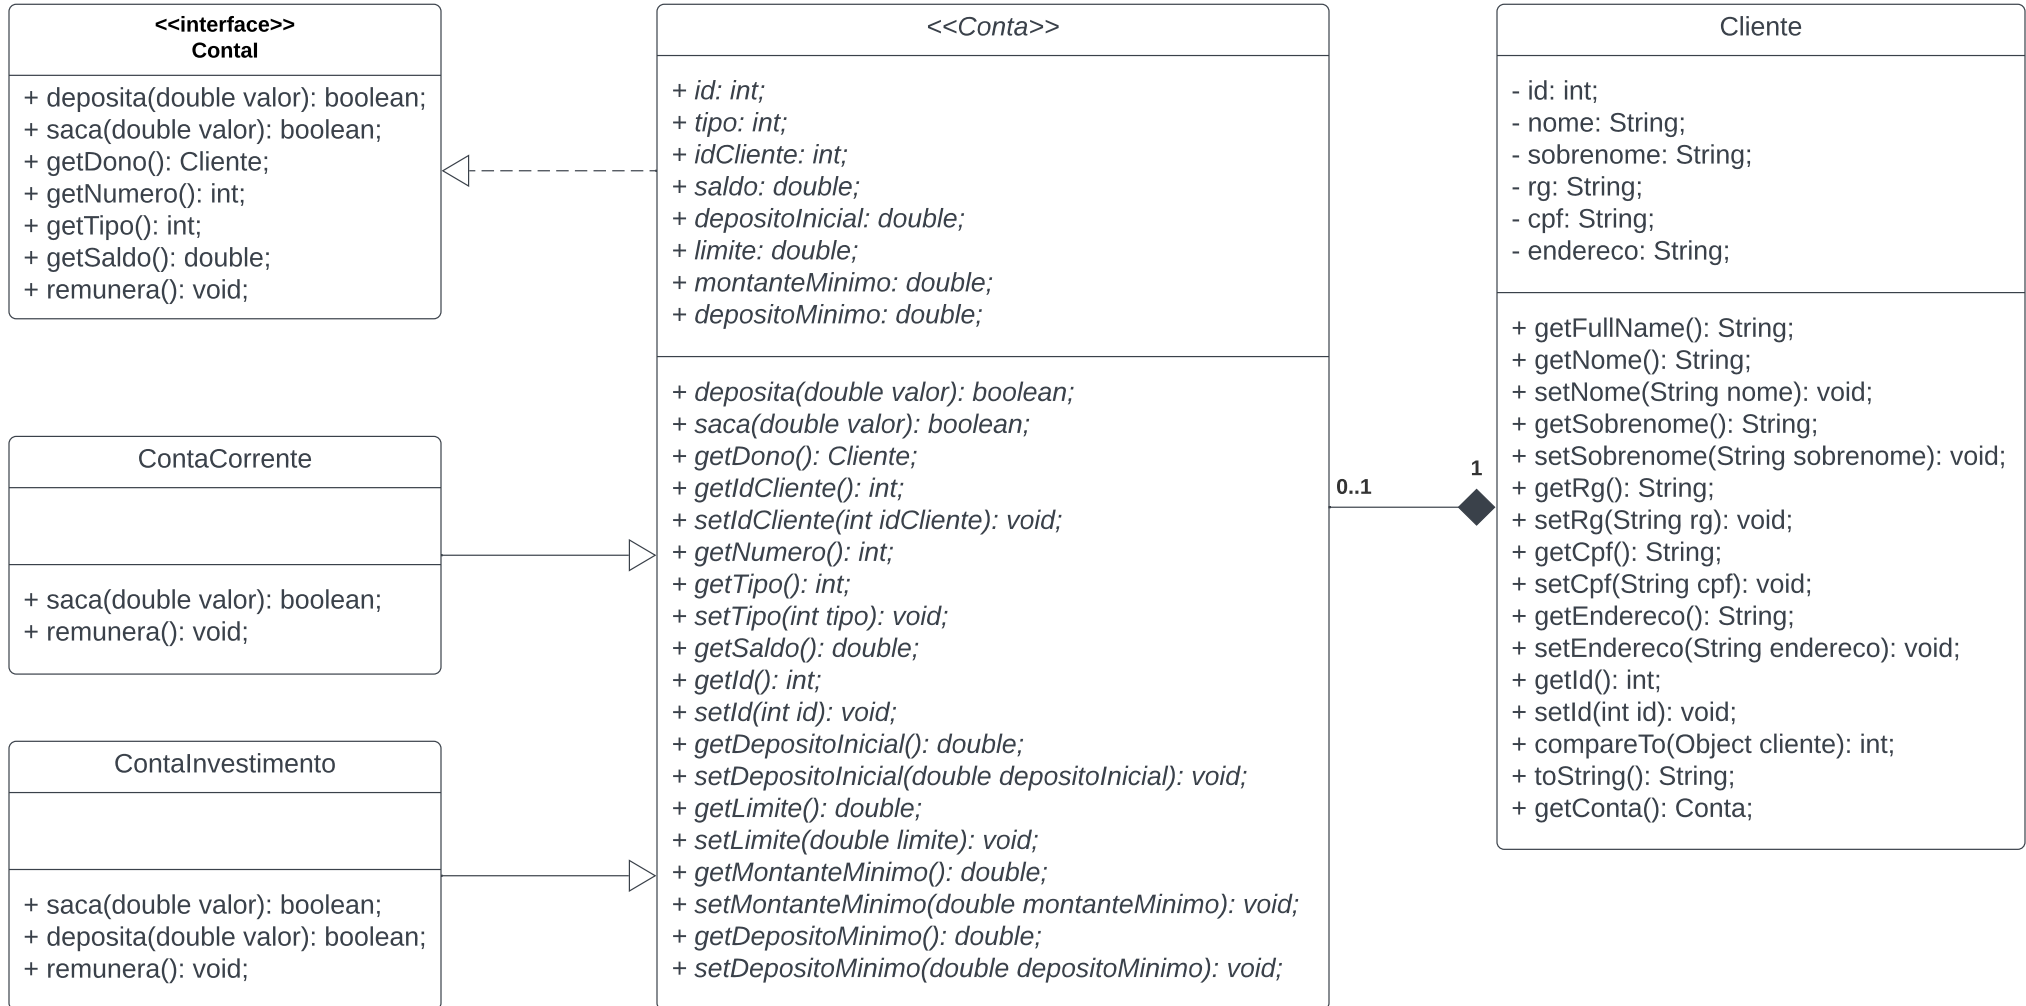 <<interface>>
ContaI
+ deposita(double valor): boolean;
+ saca(double valor): boolean;
+ getDono(): Cliente;
+ getNumero(): int;
+ getTipo(): int;
+ getSaldo(): double;
+ remunera(): void;
ContaCorrente
+ saca(double valor): boolean;
+ remunera(): void;
ContaInvestimento
+ saca(double valor): boolean;
+ deposita(double valor): boolean;
+ remunera(): void;
<<Conta>>
+ id: int;
+ tipo: int;
+ idCliente: int;
+ saldo: double;
+ depositoInicial: double;
+ limite: double;
+ montanteMinimo: double;
+ depositoMinimo: double;
+ deposita(double valor): boolean;
+ saca(double valor): boolean;
+ getDono(): Cliente;
+ getIdCliente(): int;
+ setIdCliente(int idCliente): void;
+ getNumero(): int;
+ getTipo(): int;
+ setTipo(int tipo): void;
+ getSaldo(): double;
+ getId(): int;
+ setId(int id): void;
+ getDepositoInicial(): double;
+ setDepositoInicial(double depositoInicial): void;
+ getLimite(): double;
+ setLimite(double limite): void;
+ getMontanteMinimo(): double;
+ setMontanteMinimo(double montanteMinimo): void;
+ getDepositoMinimo(): double;
+ setDepositoMinimo(double depositoMinimo): void;
0..1
1
Cliente
- id: int;
- nome: String;
- sobrenome: String;
- rg: String;
- cpf: String;
- endereco: String;
+ getFullName(): String;
+ getNome(): String;
+ setNome(String nome): void;
+ getSobrenome(): String;
+ setSobrenome(String sobrenome): void;
+ getRg(): String;
+ setRg(String rg): void;
+ getCpf(): String;
+ setCpf(String cpf): void;
+ getEndereco(): String;
+ setEndereco(String endereco): void;
+ getId(): int;
+ setId(int id): void;
+ compareTo(Object cliente): int;
+ toString(): String;
+ getConta(): Conta;